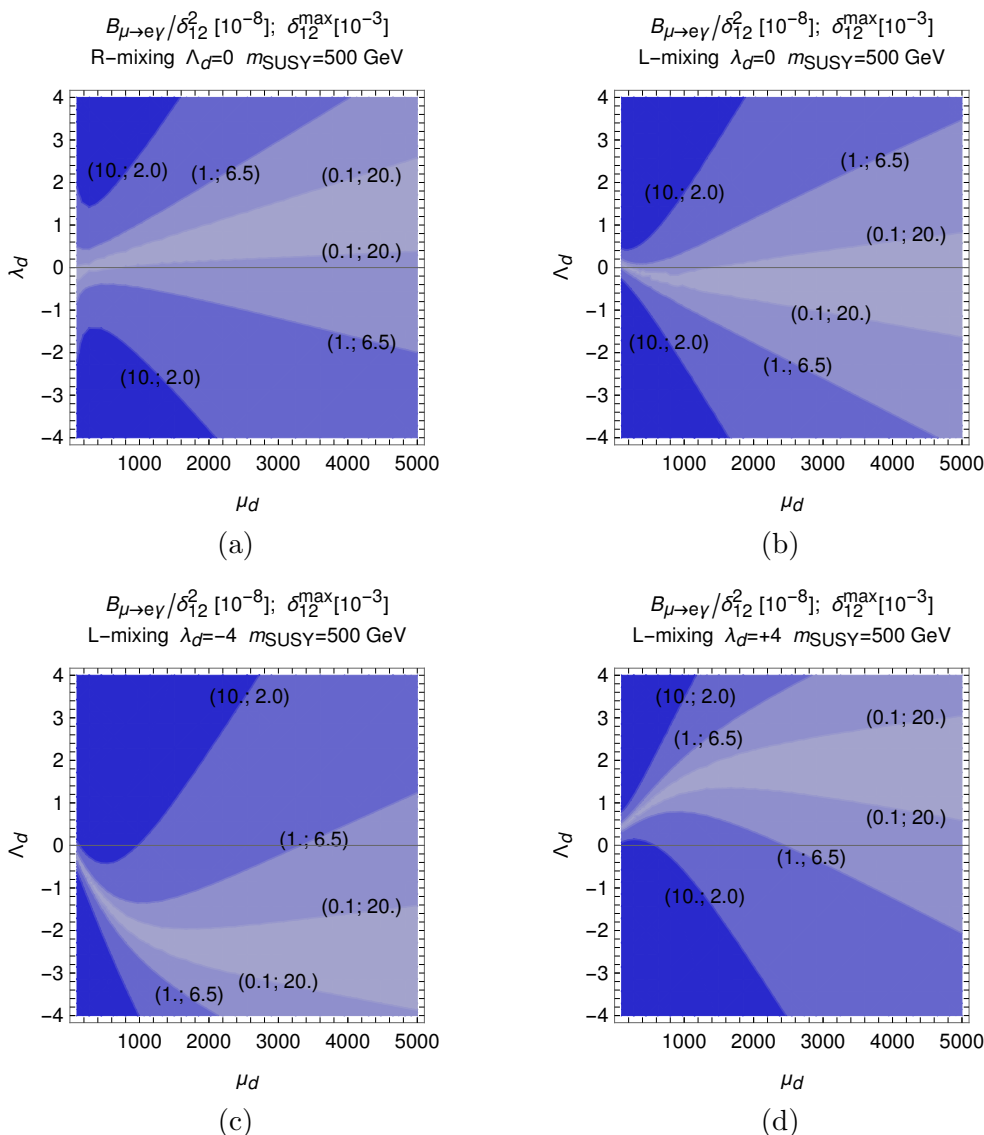 B_{μ→eγ}/δ_{12}^2 [10^{-8}]; δ_{12}^{max}[10^{-3}]
R−mixing Λ_d=0 m_{SUSY}=500 GeV
4
3
2
1
0
−1
−2
−3
−4
λ_d
(10.; 2.0)
(1.; 6.5)
(0.1; 20.)
(0.1; 20.)
(1.; 6.5)
(10.; 2.0)
1000 2000 3000 4000 5000
μ_d
(a)
B_{μ→eγ}/δ_{12}^2 [10^{-8}]; δ_{12}^{max}[10^{-3}]
L−mixing λ_d=0 m_{SUSY}=500 GeV
4
3
2
1
0
−1
−2
−3
−4
Λ_d
(1.; 6.5)
(10.; 2.0)
(0.1; 20.)
(0.1; 20.)
(10.; 2.0)
(1.; 6.5)
1000 2000 3000 4000 5000
μ_d
(b)
B_{μ→eγ}/δ_{12}^2 [10^{-8}]; δ_{12}^{max}[10^{-3}]
L−mixing λ_d=−4 m_{SUSY}=500 GeV
4
3
2
1
0
−1
−2
−3
−4
Λ_d
(10.; 2.0)
(1.; 6.5)
(0.1; 20.)
(0.1; 20.)
(1.; 6.5)
1000 2000 3000 4000 5000
μ_d
(c)
B_{μ→eγ}/δ_{12}^2 [10^{-8}]; δ_{12}^{max}[10^{-3}]
L−mixing λ_d=+4 m_{SUSY}=500 GeV
4
3
2
1
0
−1
−2
−3
−4
Λ_d
(10.; 2.0)
(0.1; 20.)
(1.; 6.5)
(0.1; 20.)
(1.; 6.5)
(10.; 2.0)
1000 2000 3000 4000 5000
μ_d
(d)